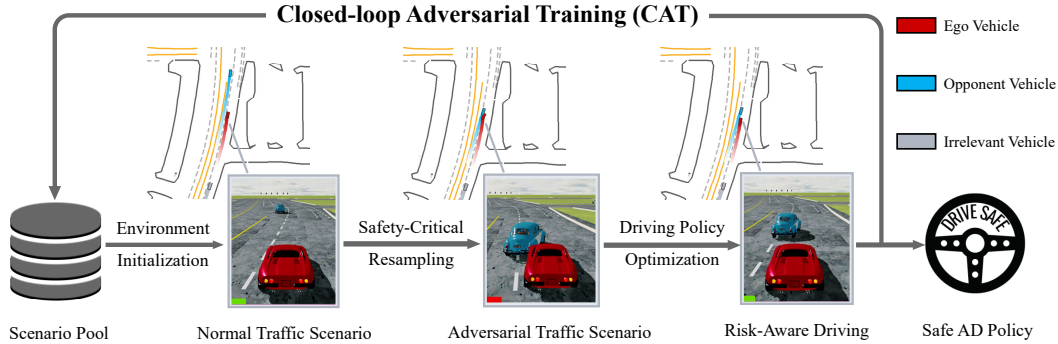 Closed-loop Adversarial Training (CAT)
Ego Vehicle
Opponent Vehicle
Irrelevant Vehicle
Environment
Initialization
Safety-Critical
Resampling
Driving Policy
Optimization
DRIVE SAFE
Scenario Pool
Normal Traffic Scenario
Adversarial Traffic Scenario
Risk-Aware Driving
Safe AD Policy